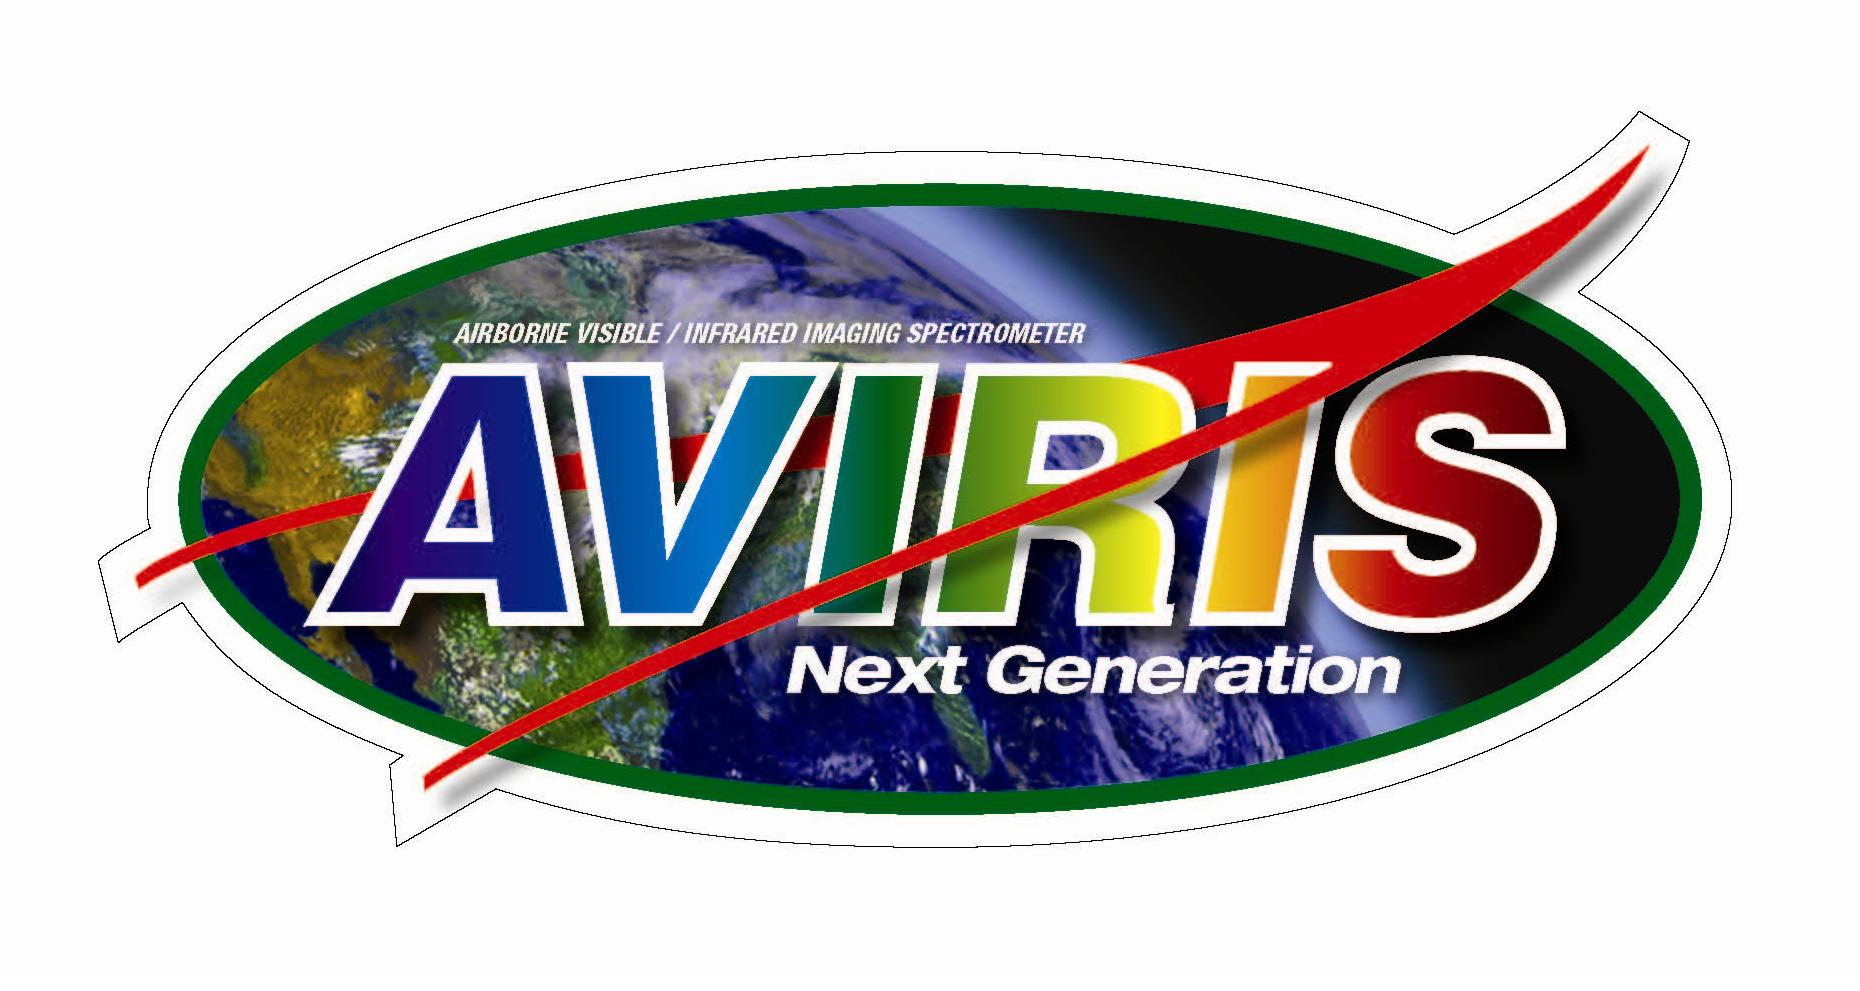 AIRBORNE VISIBLE / INFRARED IMAGING SPECTROMETER
AVIRIS
Next Generation